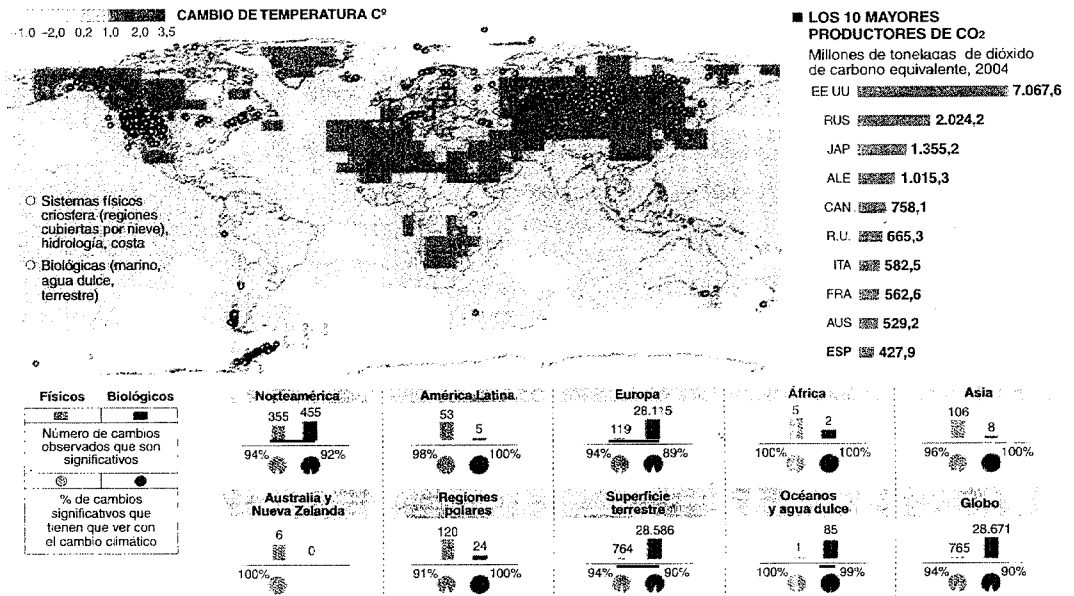 CAMBIO DE TEMPERATURA Cº
-1.0 -2,0 0.2 1 1,0 2.0 3,5
Sistemas físicos
criosfera (regiones
cubiertas por nieve),
hidrología, costa
Biológicas (marino,
agua dulce,
terrestre)
LOS 10 MAYORES
PRODUCTORES DE CO2
Millones de toneladas de dióxido
de carbono equivalente, 2004
EE UU 7.067,6
RUS 2.024,2
JAP 1.355,2
ALE 1.015,3
CAN 758,1
R.U. 665,3
ITA 582,5
FRA 562,6
AUS 529,2
ESP 427,9
Físicos Biológicos
Número de cambios
observados que son
significativos
% de cambios
significativos que
tienen que ver con
el cambio climático
Norteamérica
355 455
94% 92%
América Latina
53 5
98% 100%
Europa
119 28.115
94% 89%
África
5 2
100% 100%
Asia
106 8
96% 100%
Australia y
Nueva Zelanda
6 0
100%
Regiones
polares
120 24
91% 100%
Superficie
terrestre
764 28.586
94% 90%
Océanos
y agua dulce
1 85
100% 99%
Globo
765 28.671
94% 90%